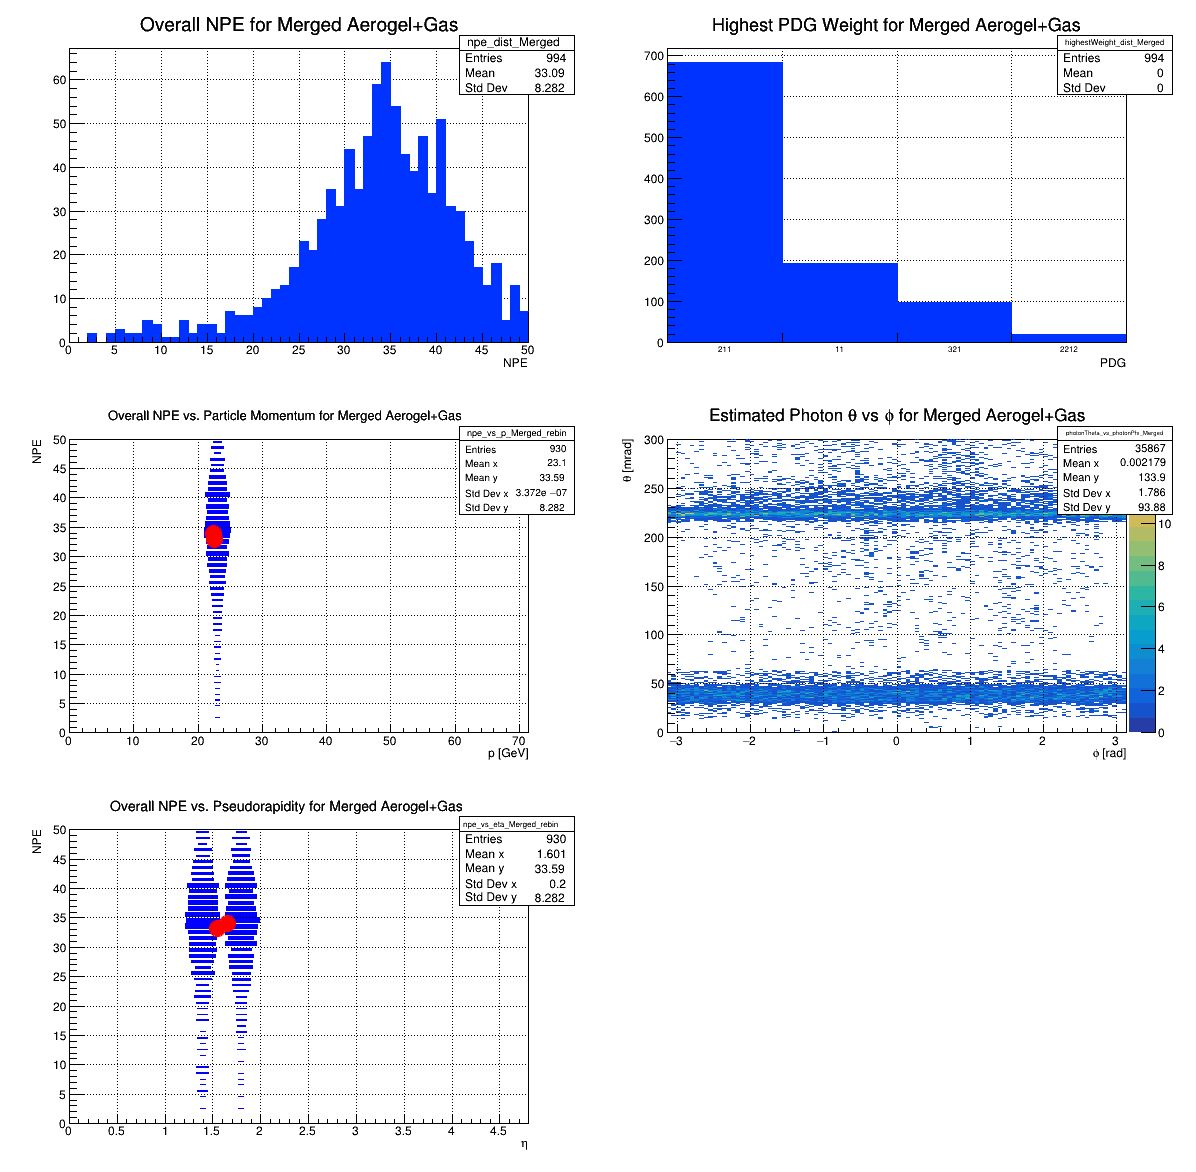 Overall NPE for Merged Aerogel+Gas
npe_dist_Merged
Entries 994
Mean 33.09
Std Dev 8.282
60
50
40
30
20
10
0
0 5 10 15 20 25 30 35 40 45 50
NPE
Highest PDG Weight for Merged Aerogel+Gas
highestWeight_dist_Merged
Entries 994
Mean 0
Std Dev 0
700
600
500
400
300
200
100
0
211 11 321 2212
PDG
Overall NPE vs. Particle Momentum for Merged Aerogel+Gas
npe_vs_p_Merged_rebin
Entries 930
Mean x 23.1
Mean y 33.59
Std Dev x 3.372e −07
Std Dev y 8.282
NPE
50
45
40
35
30
25
20
15
10
5
0
0 10 20 30 40 50 60 70
p [GeV]
Estimated Photon θ vs ϕ for Merged Aerogel+Gas
photonTheta_vs_photonPhi_Merged
Entries 35867
Mean x 0.002179
Mean y 133.9
Std Dev x 1.786
Std Dev y 93.88
θ [mrad]
300
250
200
150
100
50
0
−3 −2 −1 0 1 2 3
ϕ [rad]
10
8
6
4
2
0
Overall NPE vs. Pseudorapidity for Merged Aerogel+Gas
npe_vs_eta_Merged_rebin
Entries 930
Mean x 1.601
Mean y 33.59
Std Dev x 0.2
Std Dev y 8.282
NPE
50
45
40
35
30
25
20
15
10
5
0
0 0.5 1 1.5 2 2.5 3 3.5 4 4.5
η